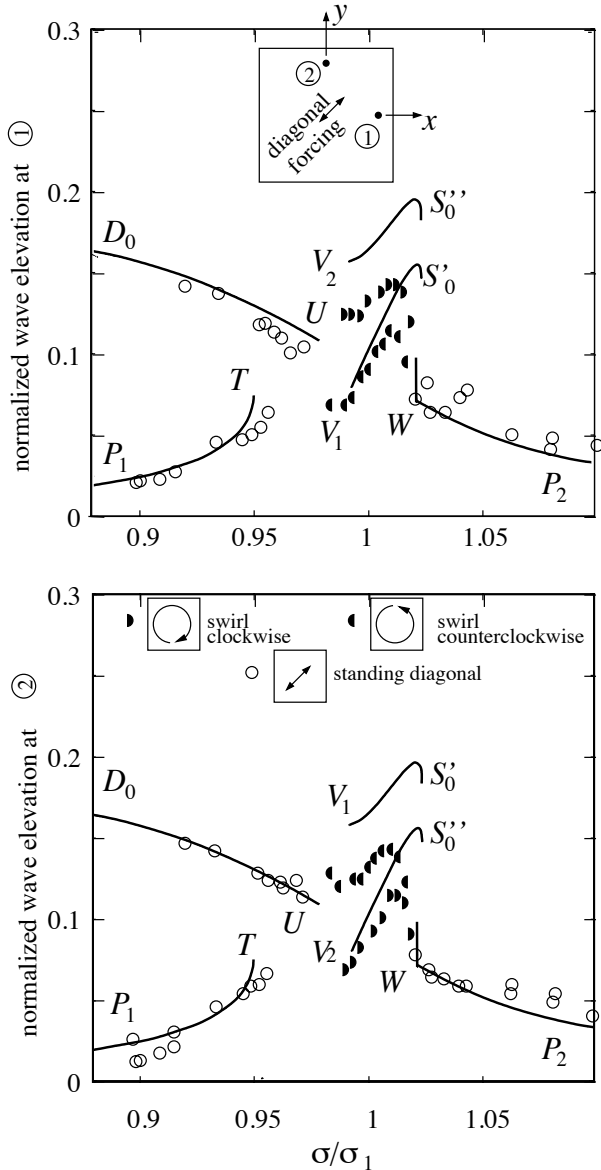 0.3
0.2
0.1
0
normalized wave elevation at ①
y
②
diagonal
forcing
①
x
D₀
S₀''
V₂
S₀'
U
T
V₁
W
P₁
P₂
0.9
0.95
1
1.05
0.3
0.2
0.1
0
normalized wave elevation at ②
swirl
clockwise
swirl
counterclockwise
standing diagonal
V₁
S₀'
D₀
S₀''
U
T
V₂
W
P₁
P₂
0.9
0.95
1
1.05
σ/σ₁